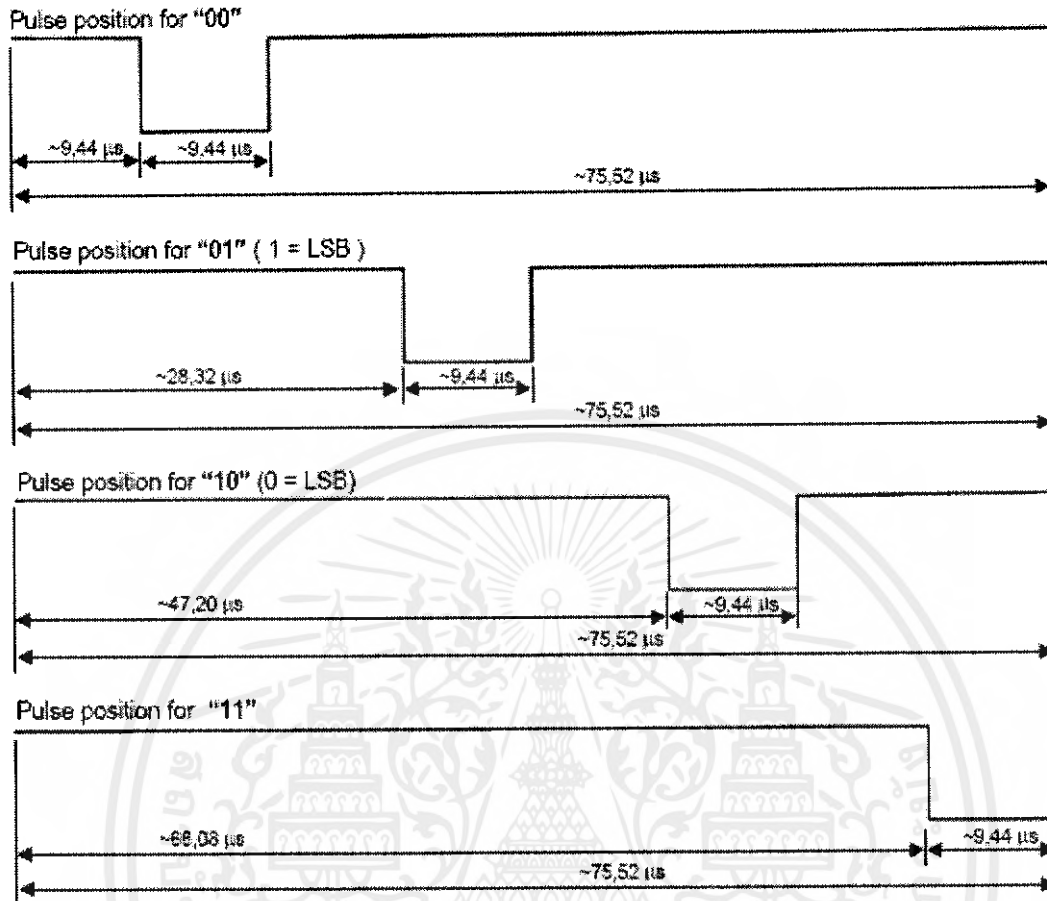 Pulse position for "00"
~9,44 µs ~9,44 µs
~75,52 µs
Pulse position for "01" ( 1 = LSB )
~28,32 µs ~9,44 µs
~75,52 µs
Pulse position for "10" (0 = LSB)
~47,20 µs ~9,44 µs
~75,52 µs
Pulse position for "11"
~66,08 µs ~9,44 µs
~75,52 µs